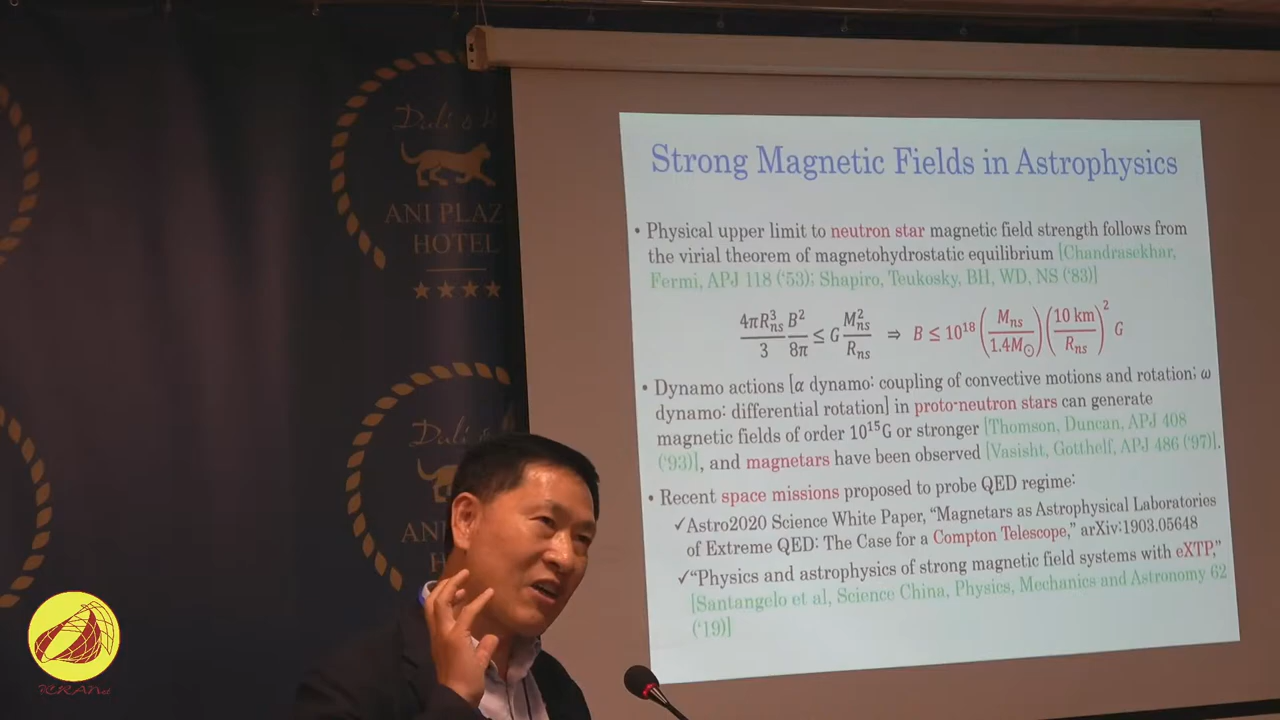 Dali & 
ANI PLAZ
HOTEL
Strong Magnetic Fields in Astrophysics
• Physical upper limit to neutron star magnetic field strength follows from
the virial theorem of magnetohydrostatic equilibrium [Chandrasekhar,
Fermi, APJ 118 (‘53); Shapiro, Teukosky, BH, WD, NS (‘83)]
4πR³ns/3 B²/8π ≤ G M²ns/Rns ⇒ B ≤ 10¹⁸ (Mns/1.4M⊙)(10 km/Rns)² G
• Dynamo actions [α dynamo: coupling of convective motions and rotation; ω
dynamo: differential rotation] in proto-neutron stars can generate
magnetic fields of order 10¹⁵G or stronger [Thomson, Duncan, APJ 408
(‘93)], and magnetars have been observed [Vasisht, Gotthelf, APJ 486 (‘97)].
• Recent space missions proposed to probe QED regime:
✓Astro2020 Science White Paper, “Magnetars as Astrophysical Laboratories
of Extreme QED: The Case for a Compton Telescope,” arXiv:1903.05648
✓“Physics and astrophysics of strong magnetic field systems with eXTP,”
[Santangelo et al, Science China, Physics, Mechanics and Astronomy 62
(‘19)]
Dali
AN
H
ICRANet